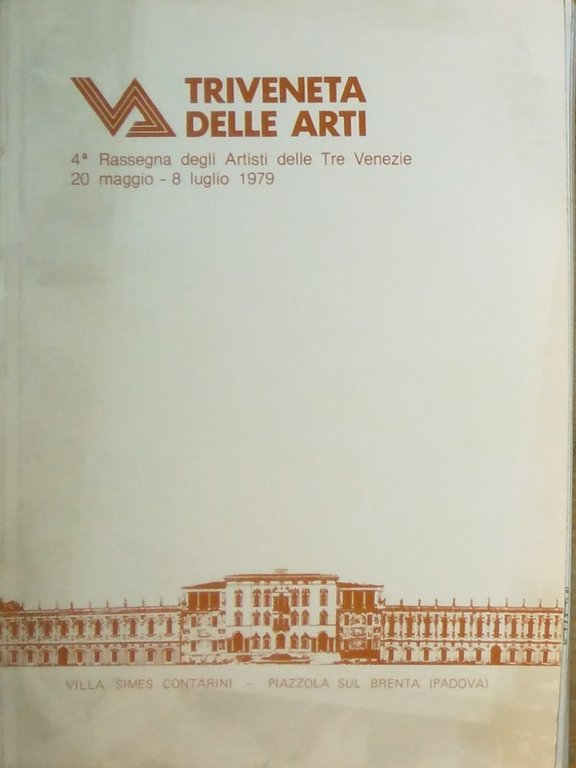 TRIVENETA
DELLE ARTI
4ª Rassegna degli Artisti delle Tre Venezie
20 maggio - 8 luglio 1979
VILLA SIMES CONTARINI – PIAZZOLA SUL BRENTA (PADOVA)